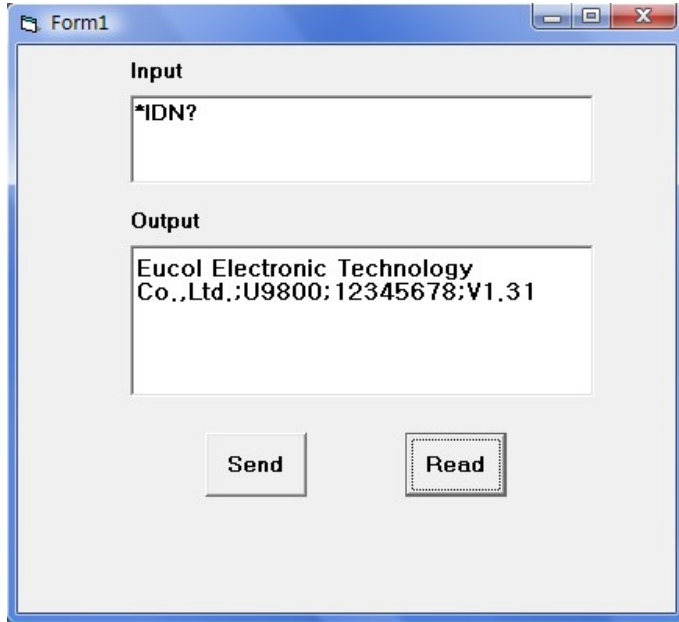 Form1
Input
*IDN?
Output
Eucol Electronic Technology
Co.,Ltd.;U9800;12345678;V1.31
Send
Read